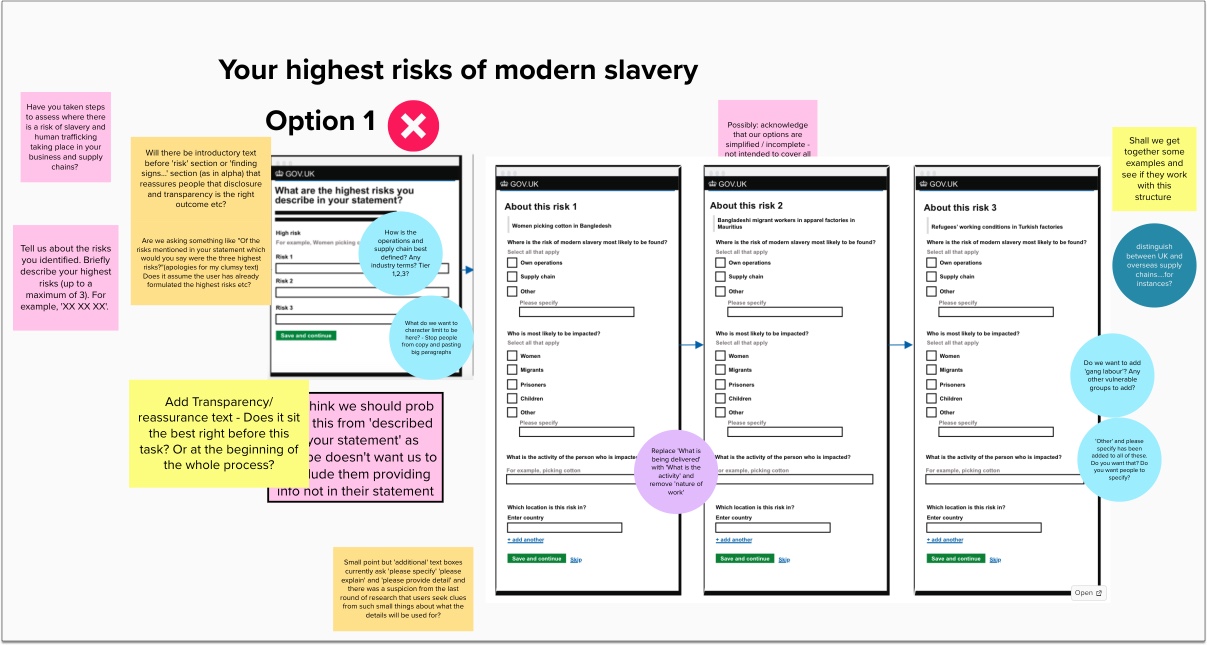 Your highest risks of modern slavery
Option 1
Have you taken steps
to assess where there
is a risk of slavery and
human trafficking
taking place in your
business and supply
chains?
Tell us about the risks
you identified. Briefly
describe your highest
risks (up to a
maximum of 3). For
example, 'XX XX XX'.
Will there be introductory text
before 'risk' section or 'finding
signs...' section (as in alpha) that
reassures people that disclosure
and transparency is the right
outcome etc?
Are we asking something like "Of the
risks mentioned in your statement which
would you say were the three highest
risks?"(apologies for my clumsy text)
Does it assume the user has already
formulated the highest risks etc?
Add Transparency/
reassurance text - Does it sit
the best right before this
task? Or at the beginning of
the whole process?
GOV.UK
What are the highest risks you
describe in your statement?
High risk
For example, Women picking
Risk 1
Risk 2
Risk 3
Save and continue
How is the
operations and
supply chain best
defined? Any
industry terms? Tier
1,2,3?
What do we want to
character limit to be
here? - Stop people
from copy and pasting
big paragraphs
hink we should prob
this from 'described
your statement' as
be doesn't want us to
lude them providing
info not in their statement
Small point but 'additional' text boxes
currently ask 'please specify' 'please
explain' and 'please provide detail' and
there was a suspicion from the last
round of research that users seek clues
from such small things about what the
details will be used for?
GOV.UK
About this risk 1
Women picking cotton in Bangladesh
Where is the risk of modern slavery most likely to be found?
Select all that apply
Own operations
Supply chain
Other
Please specify
Who is most likely to be impacted?
Select all that apply
Women
Migrants
Prisoners
Children
Other
Please specify
What is the activity of the person who is impacted?
For example, picking cotton
Which location is this risk in?
Enter country
+ add another
Save and continue
Skip
Replace 'What is
being delivered'
with 'What is the
activity' and
remove 'nature of
work'
Possibly: acknowledge
that our options are
simplified / incomplete -
not intended to cover all
GOV.UK
About this risk 2
Bangladeshi migrant workers in apparel factories in
Mauritius
Where is the risk of modern slavery most likely to be found?
Select all that apply
Own operations
Supply chain
Other
Please specify
Who is most likely to be impacted?
Select all that apply
Women
Migrants
Prisoners
Children
Other
Please specify
What is the activity of the person who is impacted?
example, picking cotton
Which location is this risk in?
Enter country
+ add another
Save and continue
Skip
GOV.UK
About this risk 3
Refugees' working conditions in Turkish factories
Where is the risk of modern slavery most likely to be found?
Select all that apply
Own operations
Supply chain
Other
Please specify
Who is most likely to be impacted?
Select all that apply
Women
Migrants
Prisoners
Children
Other
Please specify
What is the activity of the person who is impacted?
For example, picking cotton
Which location is this risk in?
Enter country
+ add another
Save and continue
Skip
Open
Shall we get
together some
examples and
see if they work
with this
structure
distinguish
between UK and
overseas supply
chains....for
instances?
Do we want to add
'gang labour'? Any
other vulnerable
groups to add?
'Other' and please
specify has been
added to all of these.
Do you want that? Do
you want people to
specify?